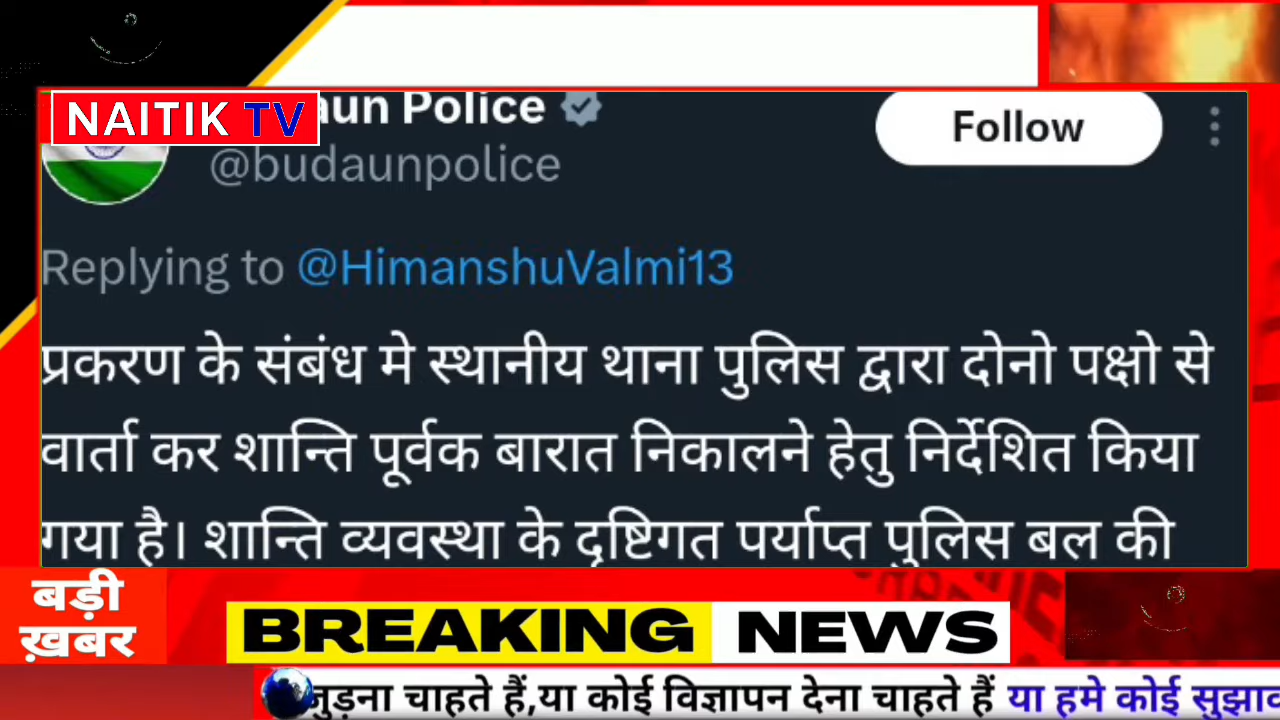 NAITIK TV
aun Police
@budaunpolice
Follow
Replying to @HimanshuValmi13
प्रकरण के संबंध मे स्थानीय थाना पुलिस द्वारा दोनो पक्षो से
वार्ता कर शान्ति पूर्वक बारात निकालने हेतु निर्देशित किया
गया है। शान्ति व्यवस्था के दृष्टिगत पर्याप्त पुलिस बल की
बड़ी
ख़बर
BREAKING NEWS
जुड़ना चाहते हैं,या कोई विज्ञापन देना चाहते हैं या हमे कोई